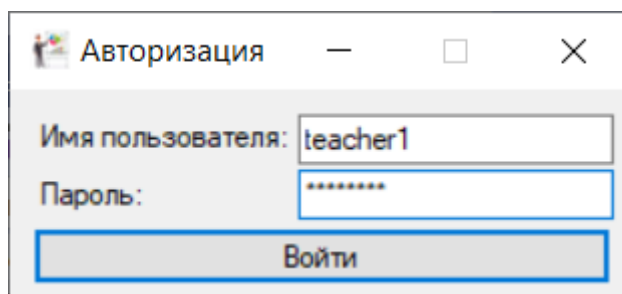 Авторизация
Имя пользователя: teacher1
Пароль: ********
Войти